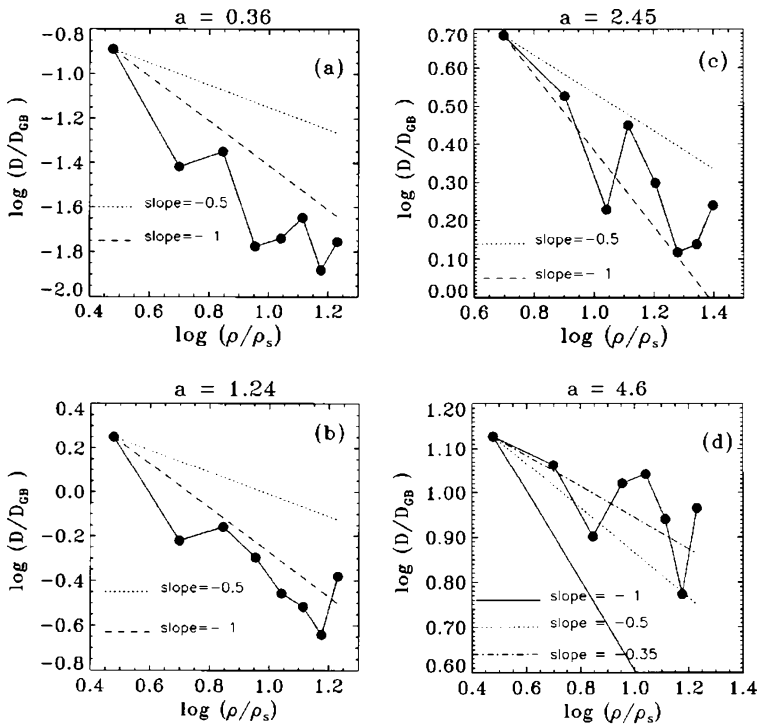 a = 0.36
(a)
log (D/D_GB)
-0.8
-1.0
-1.2
-1.4
-1.6
-1.8
-2.0
slope=-0.5
slope=- 1
0.4 0.6 0.8 1.0 1.2
log (ρ/ρ_s)
a = 1.24
(b)
log (D/D_GB)
0.4
0.2
0.0
-0.2
-0.4
-0.6
-0.8
slope=-0.5
slope=- 1
0.4 0.6 0.8 1.0 1.2
log (ρ/ρ_s)
a = 2.45
(c)
log (D/D_GB)
0.70
0.60
0.50
0.40
0.30
0.20
0.10
0.00
slope=-0.5
slope=- 1
0.6 0.8 1.0 1.2 1.4
log (ρ/ρ_s)
a = 4.6
(d)
log (D/D_GB)
1.20
1.10
1.00
0.90
0.80
0.70
0.60
slope = - 1
slope = -0.5
slope = -0.35
0.4 0.6 0.8 1.0 1.2 1.4
log (ρ/ρ_s)